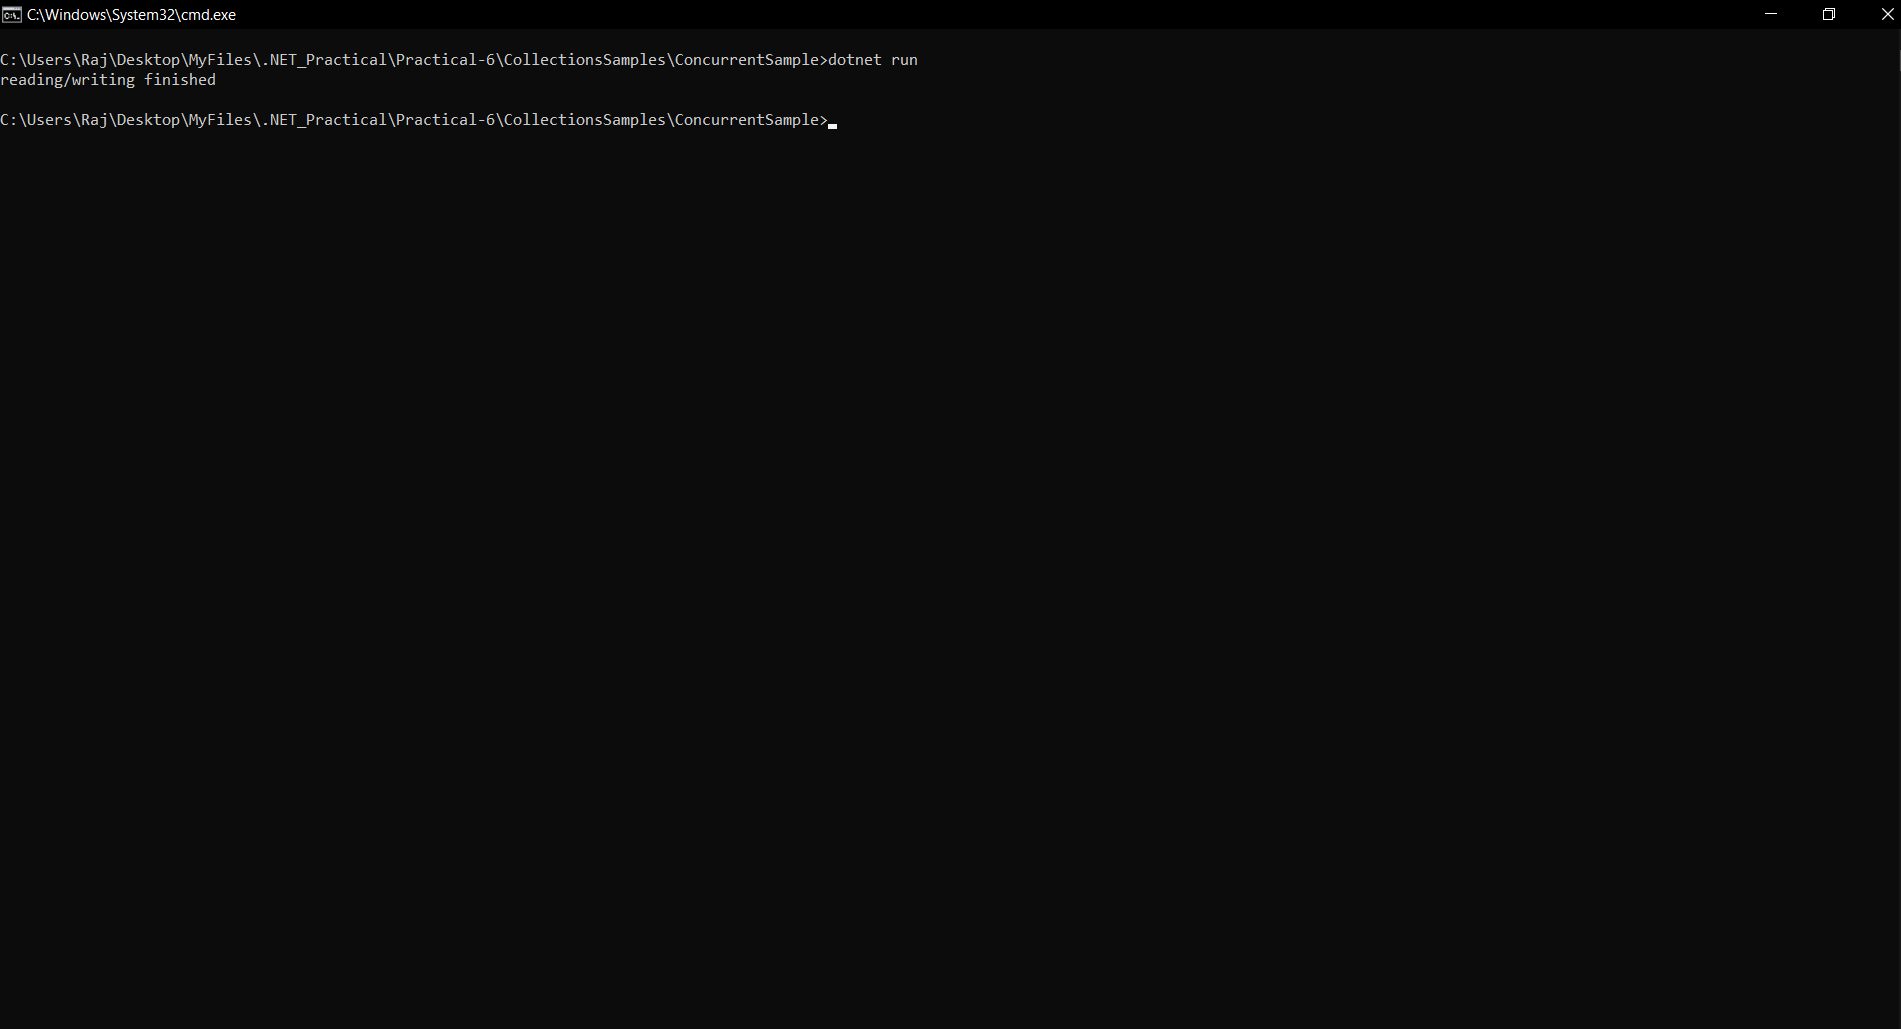 C:\Windows\System32\cmd.exe
C:\Users\Raj\Desktop\MyFiles\.NET_Practical\Practical-6\CollectionsSamples\ConcurrentSample>dotnet run
reading/writing finished
C:\Users\Raj\Desktop\MyFiles\.NET_Practical\Practical-6\CollectionsSamples\ConcurrentSample>